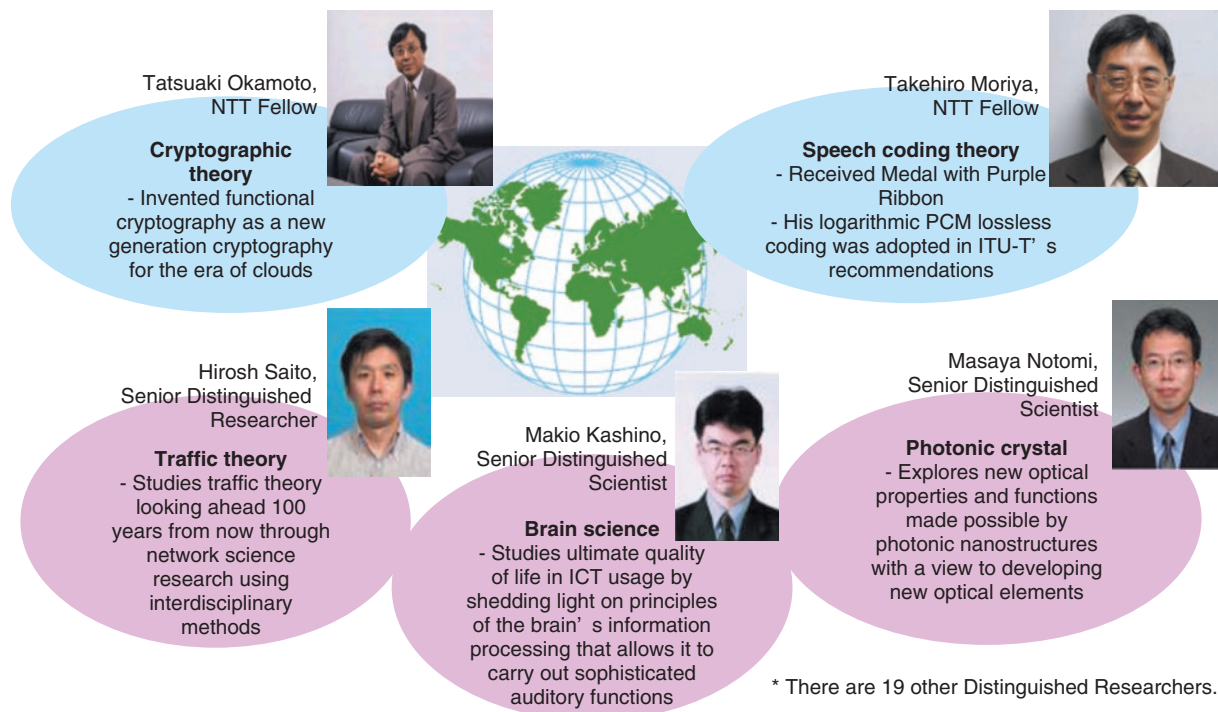 Tatsuaki Okamoto,
NTT Fellow
Cryptographic
theory
- Invented functional
cryptography as a new
generation cryptography
for the era of clouds
Takehiro Moriya,
NTT Fellow
Speech coding theory
- Received Medal with Purple
Ribbon
- His logarithmic PCM lossless
coding was adopted in ITU-T’ s
recommendations
Hirosh Saito,
Senior Distinguished
Researcher
Traffic theory
- Studies traffic theory
looking ahead 100
years from now through
network science
research using
interdisciplinary
methods
Makio Kashino,
Senior Distinguished
Scientist
Brain science
- Studies ultimate quality
of life in ICT usage by
shedding light on principles
of the brain’ s information
processing that allows it to
carry out sophisticated
auditory functions
Masaya Notomi,
Senior Distinguished
Scientist
Photonic crystal
- Explores new optical
properties and functions
made possible by
photonic nanostructures
with a view to developing
new optical elements
* There are 19 other Distinguished Researchers.